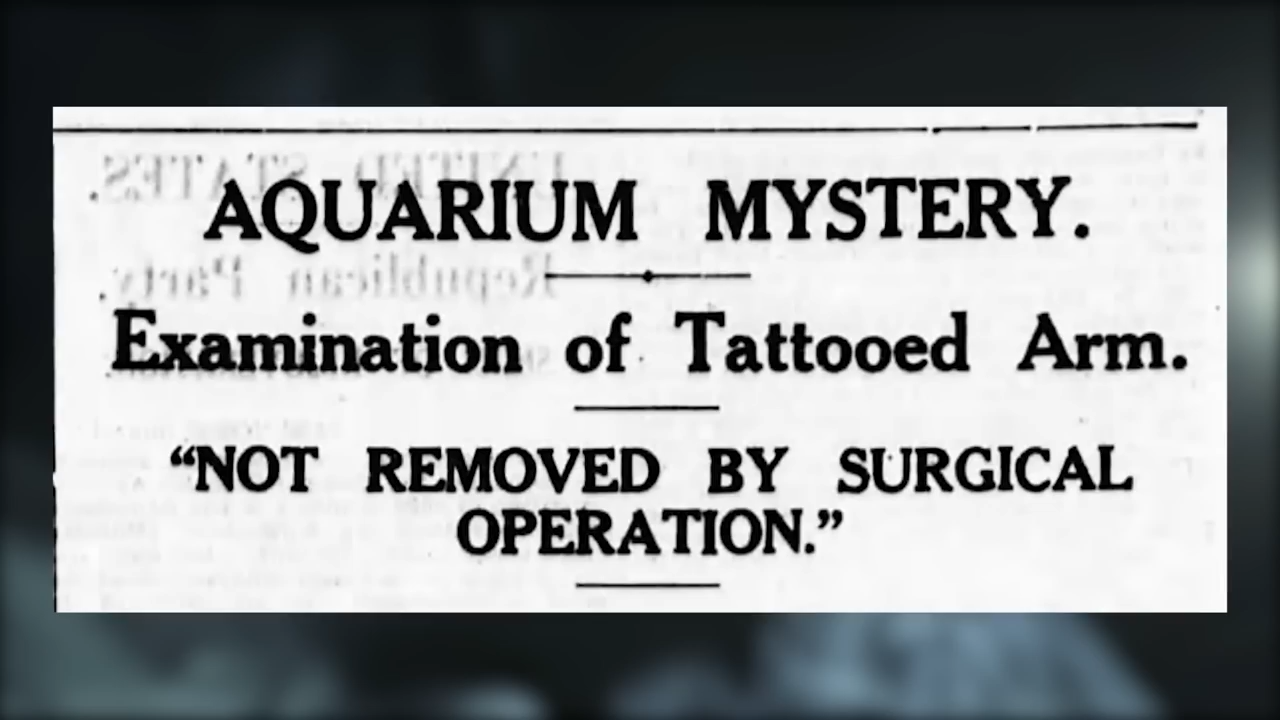 AQUARIUM MYSTERY.
Examination of Tattooed Arm.
“NOT REMOVED BY SURGICAL
OPERATION.”